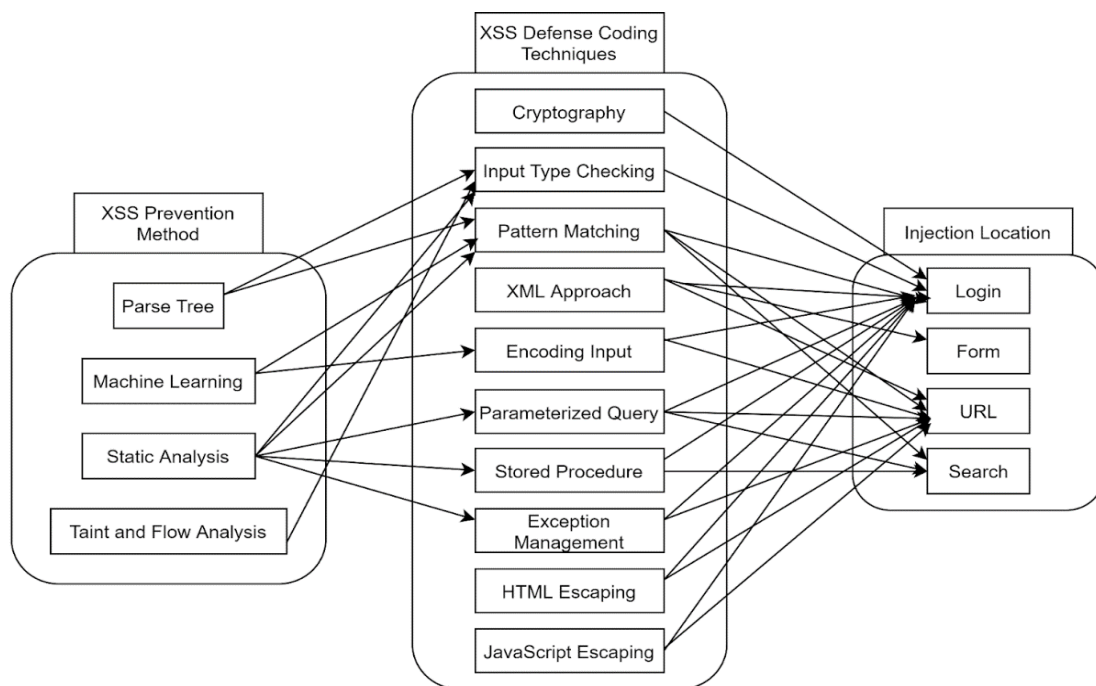 XSS Prevention
Method
Parse Tree
Machine Learning
Static Analysis
Taint and Flow Analysis
XSS Defense Coding
Techniques
Cryptography
Input Type Checking
Pattern Matching
XML Approach
Encoding Input
Parameterized Query
Stored Procedure
Exception
Management
HTML Escaping
JavaScript Escaping
Injection Location
Login
Form
URL
Search